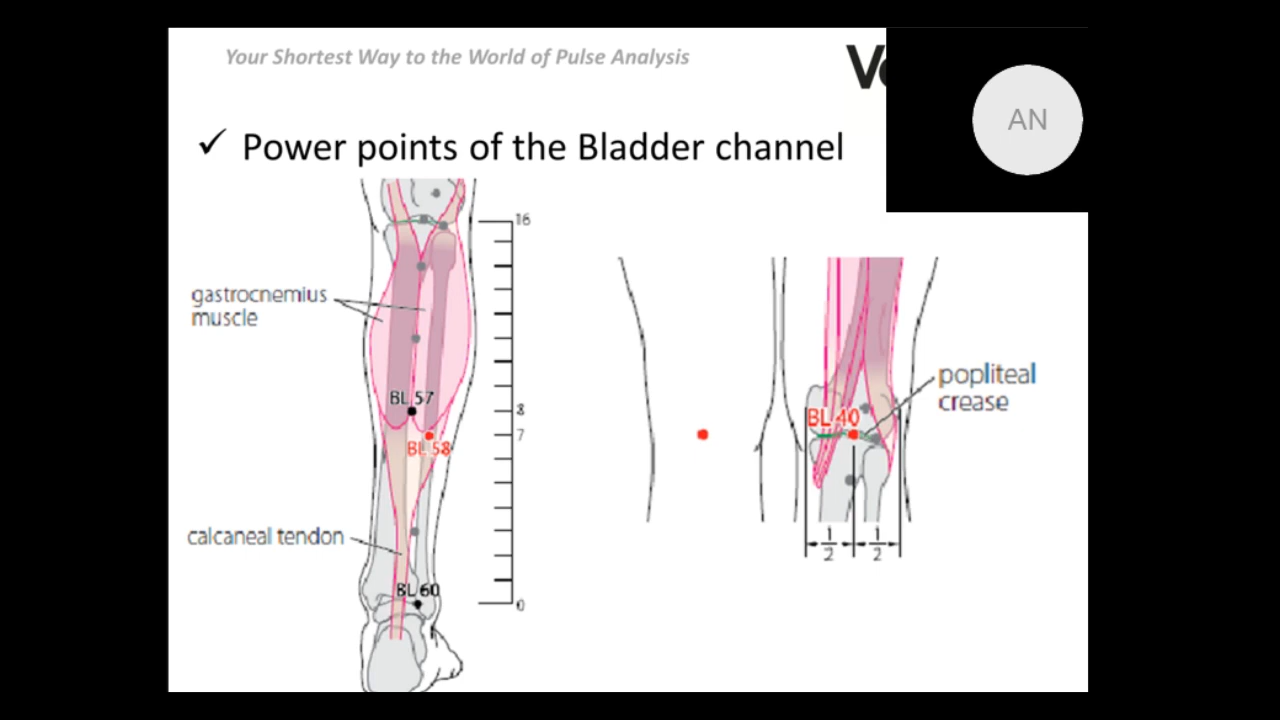 Your Shortest Way to the World of Pulse Analysis
AN
✓ Power points of the Bladder channel
16
gastrocnemius
muscle
BL 57
8
7
BL 58
popliteal
crease
BL 40
calcaneal tendon
1/2
1/2
BL 60
0